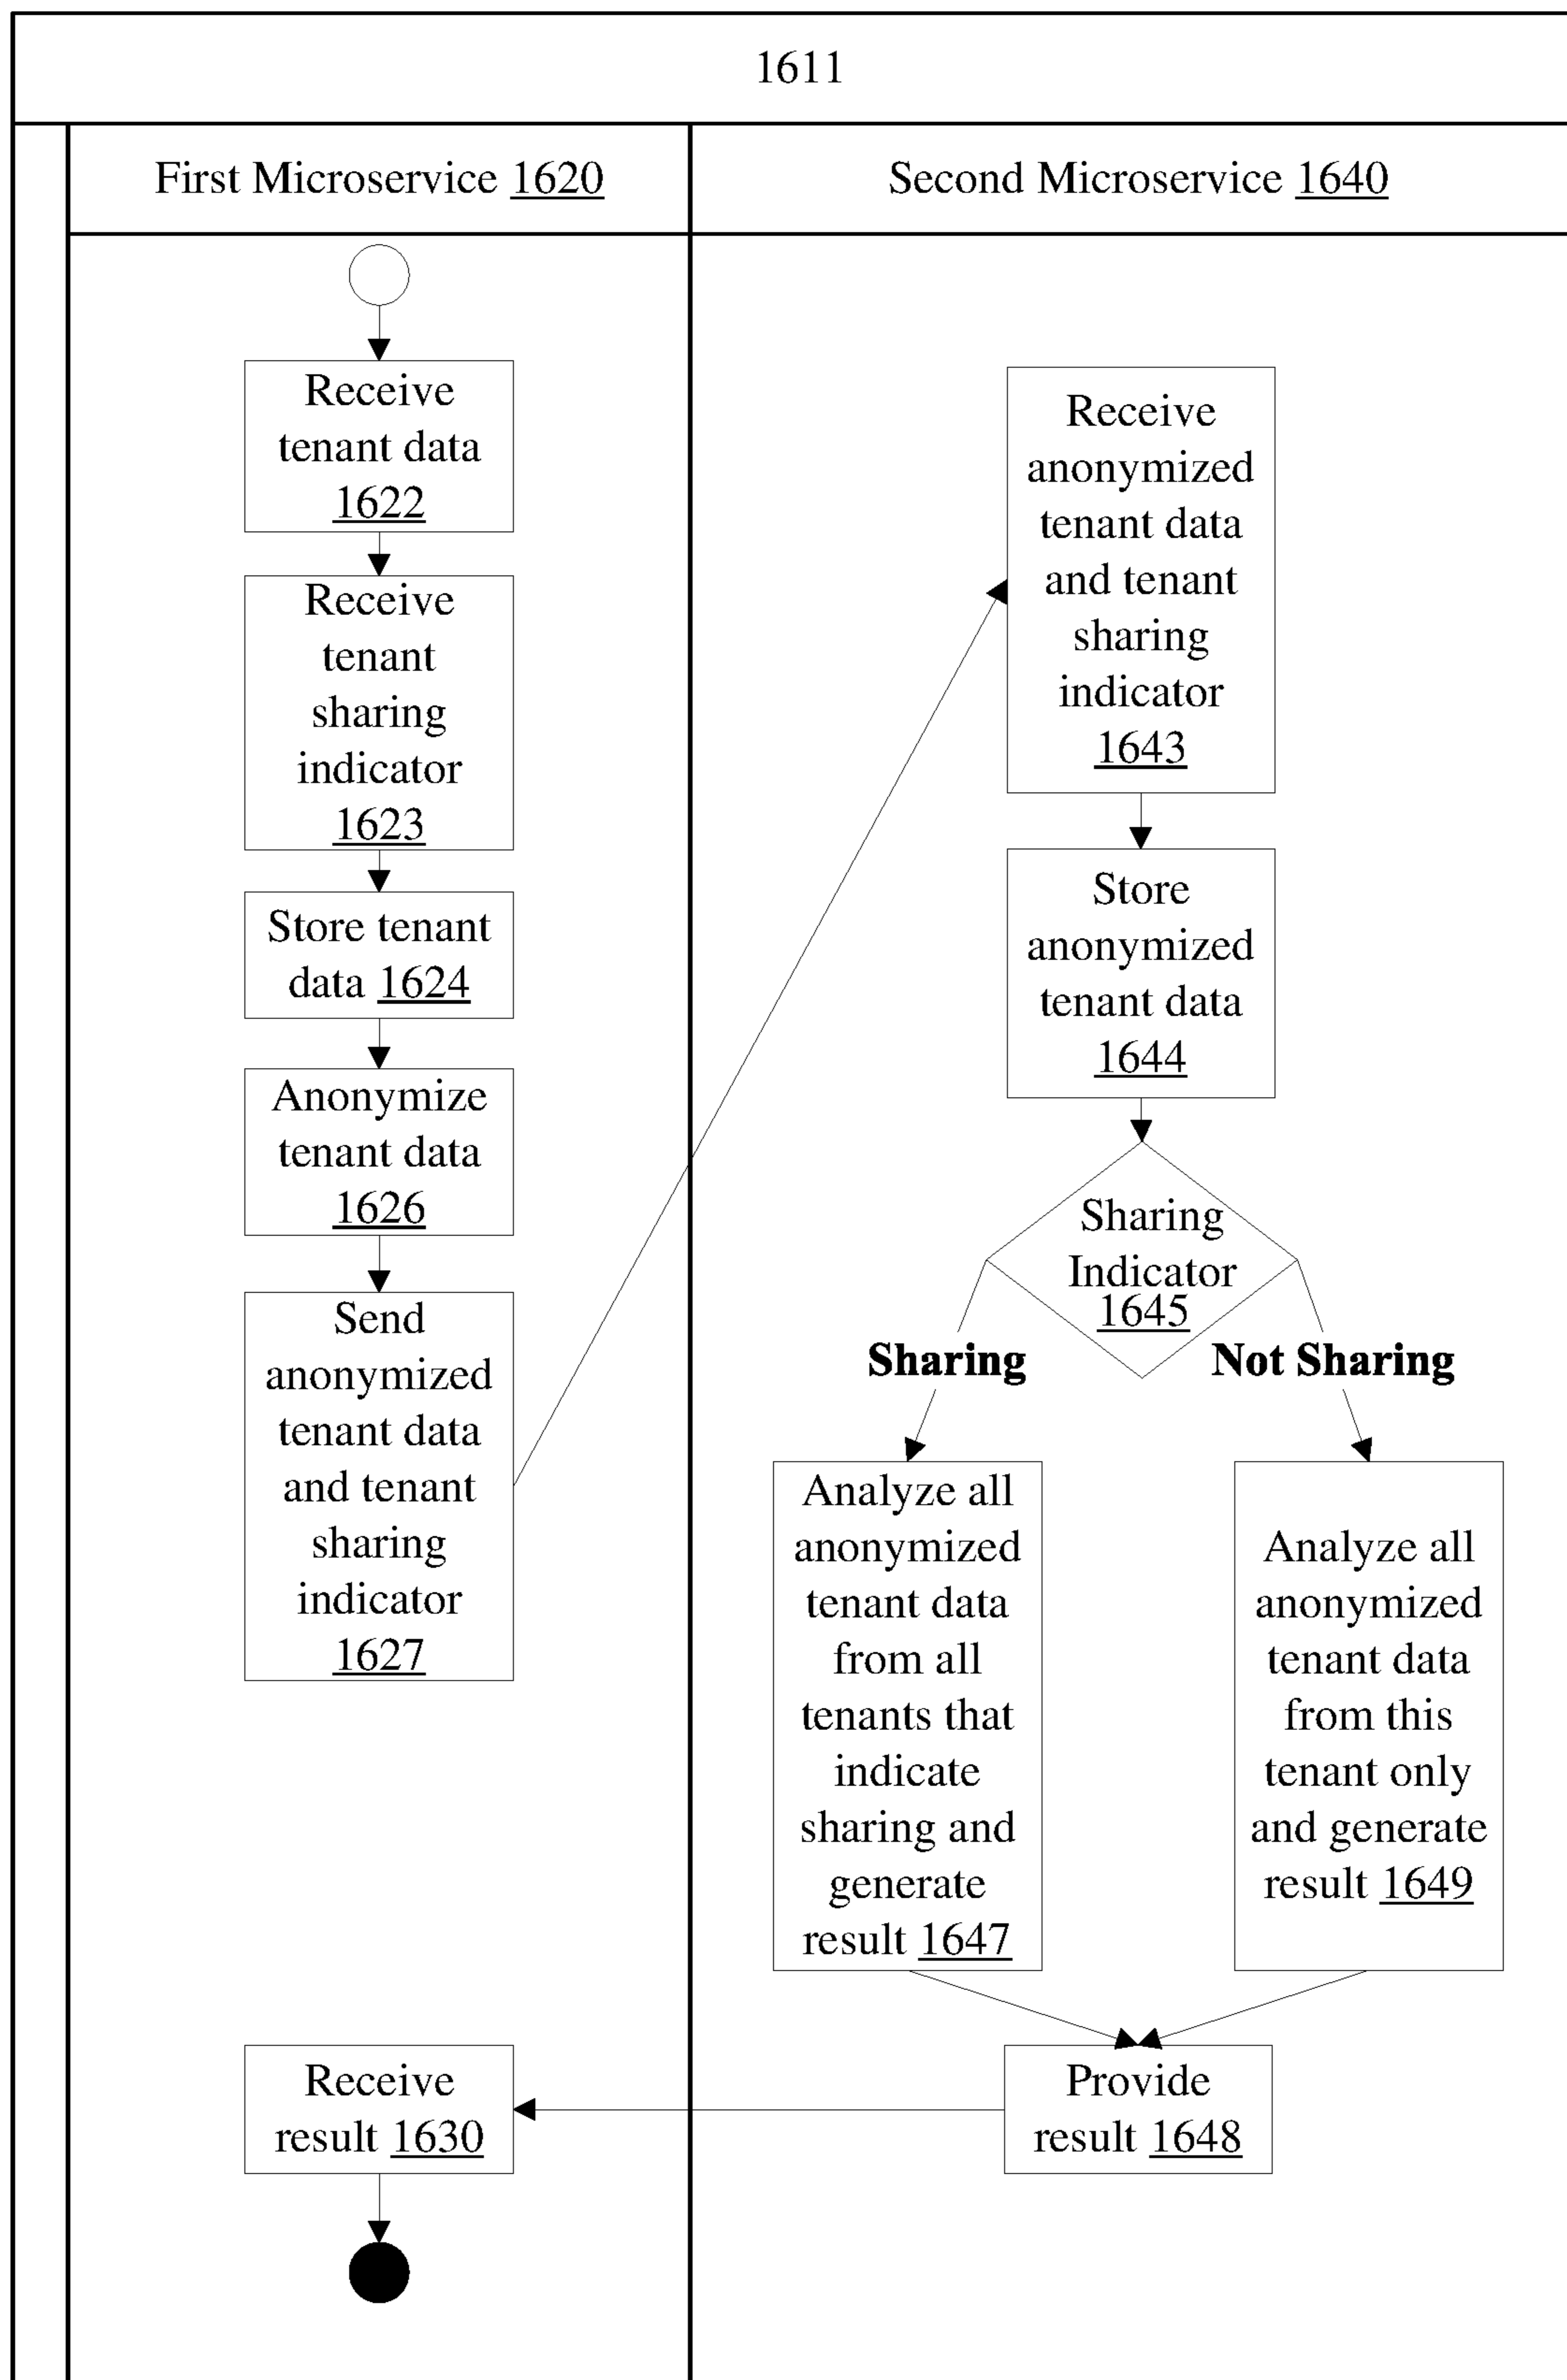 1611
First Microservice 1620
Second Microservice 1640
Receive
tenant data
1622
Receive
tenant
sharing
indicator
1623
Store tenant
data 1624
Anonymize
tenant data
1626
Send
anonymized
tenant data
and tenant
sharing
indicator
1627
Receive
anonymized
tenant data
and tenant
sharing
indicator
1643
Store
anonymized
tenant data
1644
Sharing
Indicator
1645
Sharing
Not Sharing
Analyze all
anonymized
tenant data
from all
tenants that
indicate
sharing and
generate
result 1647
Analyze all
anonymized
tenant data
from this
tenant only
and generate
result 1649
Provide
result 1648
Receive
result 1630